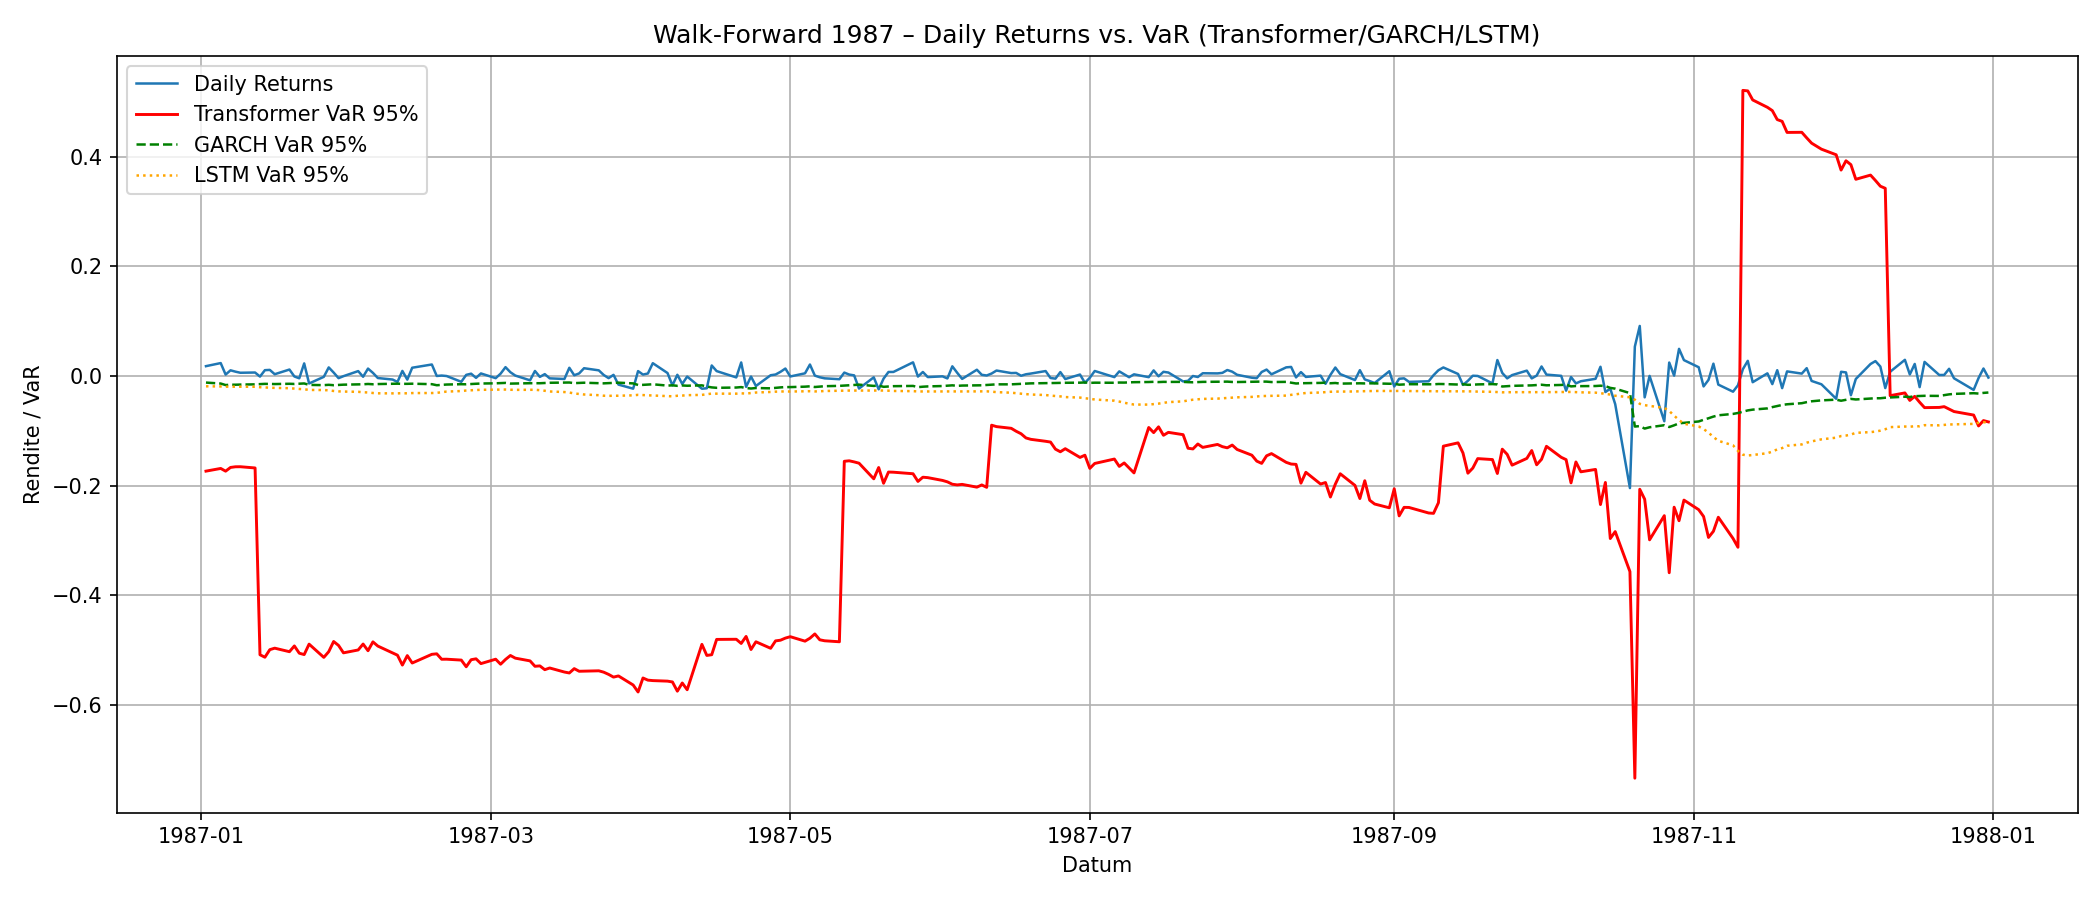 Walk-Forward 1987 – Daily Returns vs. VaR (Transformer/GARCH/LSTM)
Daily Returns
Transformer VaR 95%
GARCH VaR 95%
LSTM VaR 95%
Rendite / VaR
0.4
0.2
0.0
−0.2
−0.4
−0.6
1987-01
1987-03
1987-05
1987-07
1987-09
1987-11
1988-01
Datum